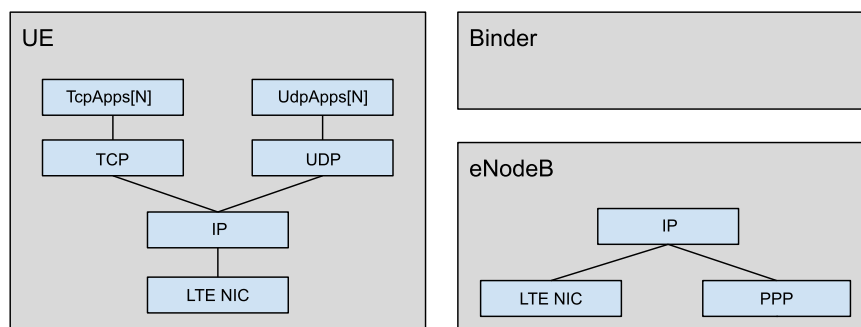 UE
TcpApps[N]
UdpApps[N]
TCP
UDP
IP
LTE NIC
Binder
eNodeB
IP
LTE NIC
PPP